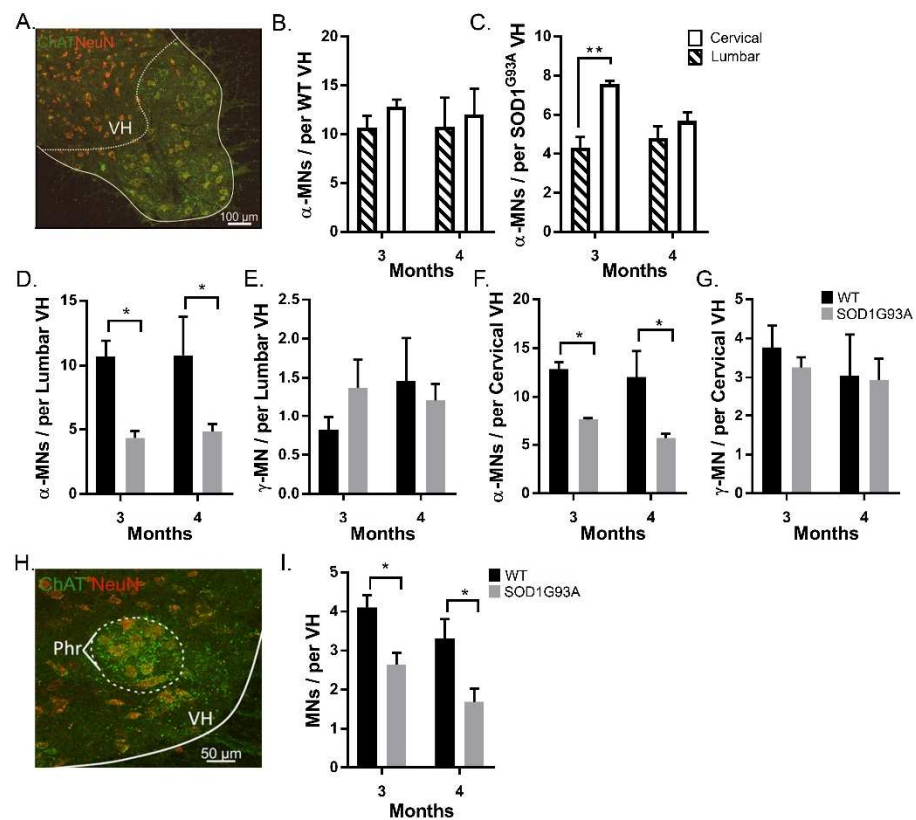 A.
ChATNeuN
VH
100 µm
B.
α-MNs / per WT VH
15
10
5
0
3 4
Months
C.
α-MNs / per SOD1G93A VH
10
8
6
4
2
0
**
3 4
Months
Cervical
Lumbar
D.
α-MNs / per Lumbar VH
15
10
5
0
* *
3 4
Months
E.
γ-MN / per Lumbar VH
2.5
2.0
1.5
1.0
0.5
0.0
3 4
Months
F.
α-MNs / per Cervical VH
20
15
10
5
0
* *
3 4
Months
G.
γ-MN / per Cervical VH
5
4
3
2
1
0
3 4
Months
WT
SOD1G93A
H.
ChAT NeuN
Phr
VH
50 µm
I.
MNs / per VH
5
4
3
2
1
0
* *
3 4
Months
WT
SOD1G93A